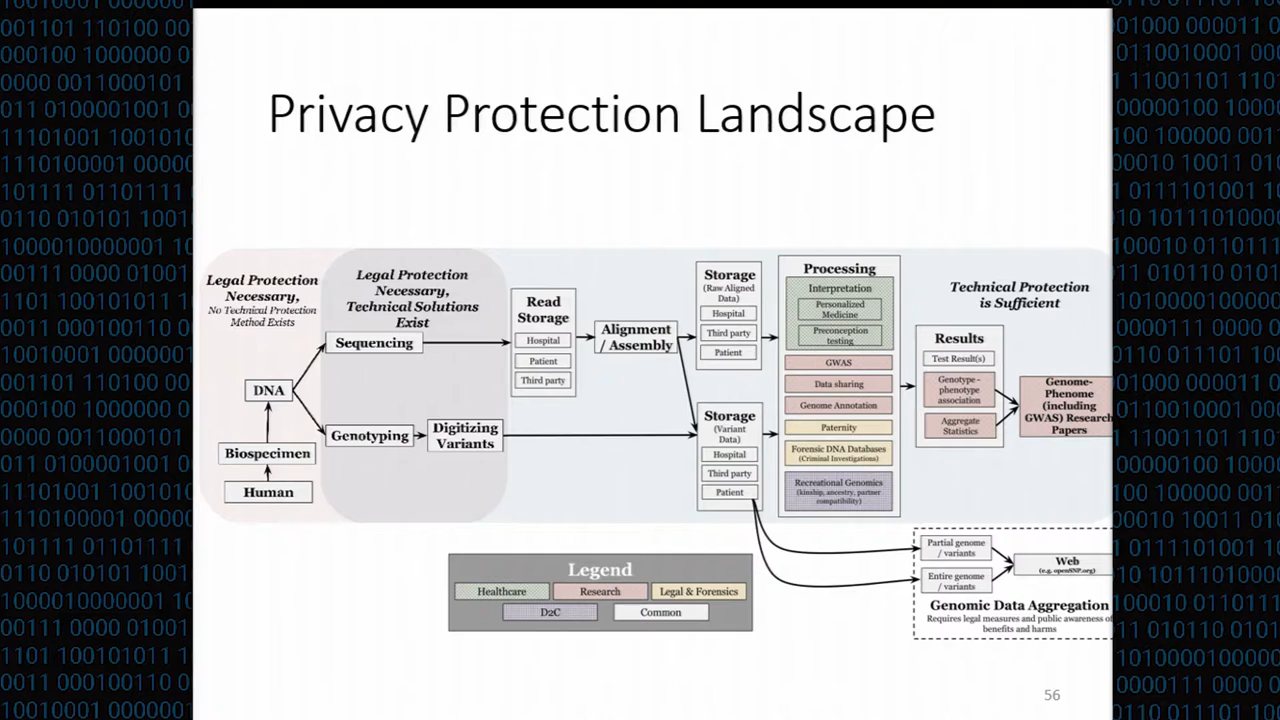 Privacy Protection Landscape
Legal Protection
Necessary,
No Technical Protection
Method Exists
Legal Protection
Necessary,
Technical Solutions
Exist
Sequencing
DNA
Genotyping
Digitizing
Variants
Biospecimen
Human
Read
Storage
Hospital
Patient
Third party
Alignment
/ Assembly
Storage
(Raw Aligned
Data)
Hospital
Third party
Patient
Storage
(Variant
Data)
Hospital
Third party
Patient
Processing
Interpretation
Personalized
Medicine
Preconception
testing
GWAS
Data sharing
Genome Annotation
Paternity
Forensic DNA Databases
(Criminal Investigations)
Recreational Genomics
(kinship, ancestry, partner
compatibility)
Technical Protection
is Sufficient
Results
Test Result(s)
Genotype -
phenotype
association
Aggregate
Statistics
Genome-
Phenome
(including
GWAS) Research
Papers
Partial genome
/ variants
Entire genome
/ variants
Web
(e.g. openSNP.org)
Genomic Data Aggregation
Requires legal measures and public awareness of
benefits and harms
Legend
Healthcare
Research
Legal & Forensics
D2C
Common
56